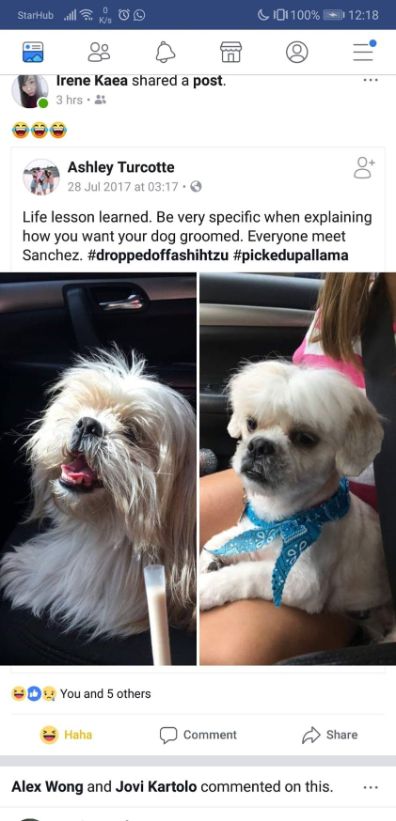 StarHub 0 K/s 100% 12:18
Irene Kaea shared a post.
3 hrs
Ashley Turcotte
28 Jul 2017 at 03:17
Life lesson learned. Be very specific when explaining
how you want your dog groomed. Everyone meet
Sanchez. #droppedoffashihtzu #pickedupallama
You and 5 others
Haha Comment Share
Alex Wong and Jovi Kartolo commented on this.